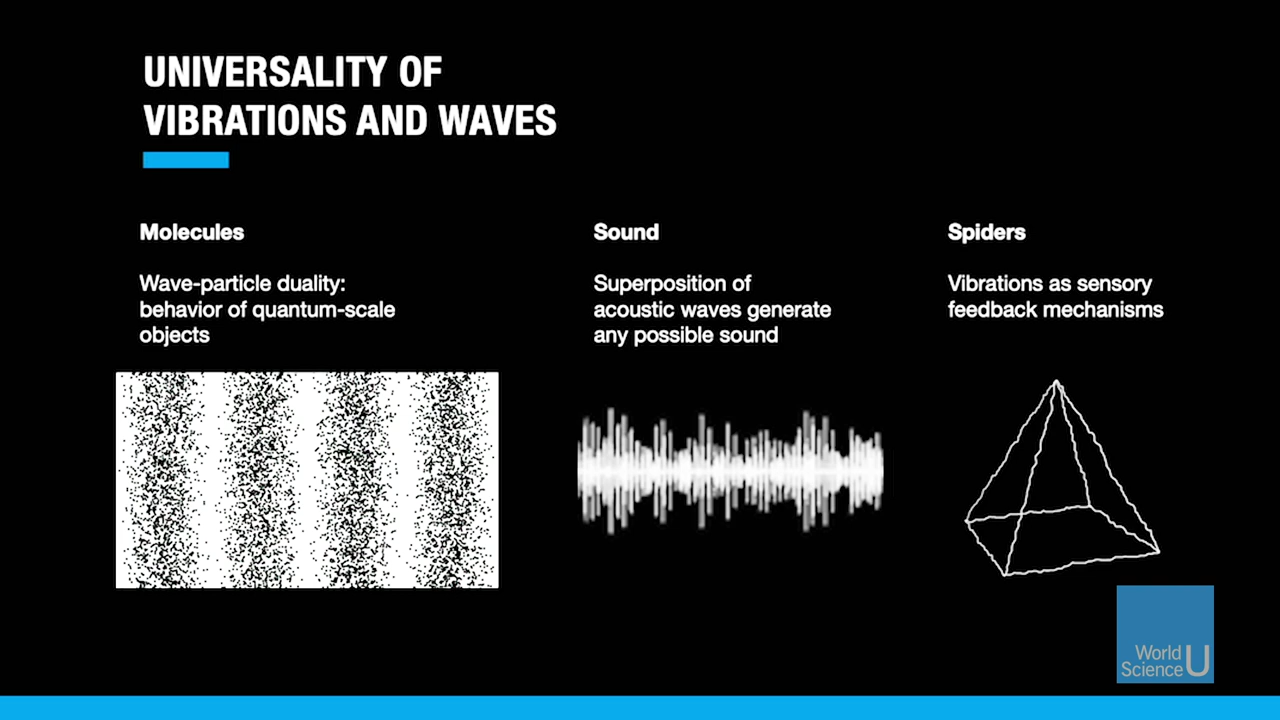 UNIVERSALITY OF
VIBRATIONS AND WAVES
Molecules
Wave-particle duality:
behavior of quantum-scale
objects
Sound
Superposition of
acoustic waves generate
any possible sound
Spiders
Vibrations as sensory
feedback mechanisms
World
Science U